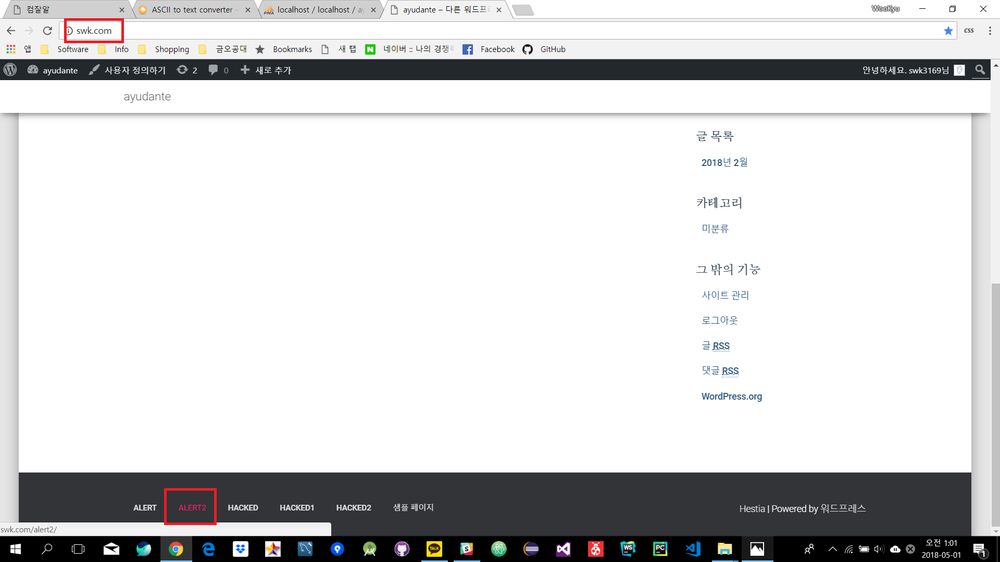 컴잘알
ASCII to text converter -
localhost / localhost / ay
ayudante – 다른 워드프레
WooKyu
swk.com
css
앱
Software
Info
Shopping
금오공대
Bookmarks
새 탭
N
네이버 :: 나의 경쟁력
Facebook
GitHub
ayudante
사용자 정의하기
2
0
새로 추가
안녕하세요. swk3169님
ayudante
글 목록
2018년 2월
카테고리
미분류
그 밖의 기능
사이트 관리
로그아웃
글 RSS
댓글 RSS
WordPress.org
ALERT
ALERT2
HACKED
HACKED1
HACKED2
샘플 페이지
Hestia | Powered by 워드프레스
swk.com/alert2/
TALK
S
WS
PC
오전 1:01
2018-05-01
1